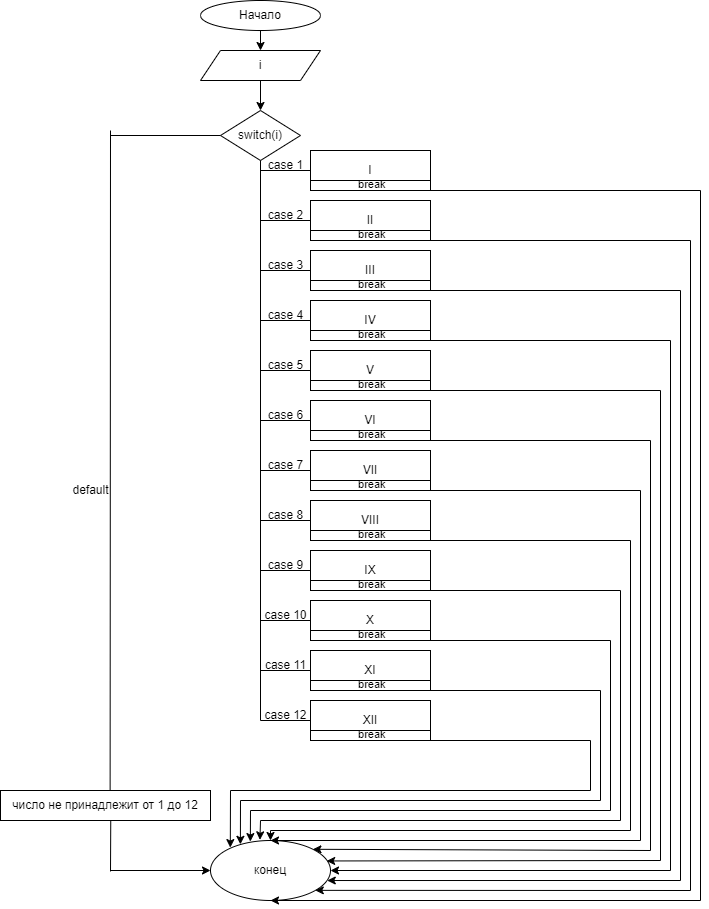 Начало
i
switch(i)
case 1
I
break
case 2
II
break
case 3
III
break
case 4
IV
break
case 5
V
break
case 6
VI
break
case 7
VII
break
default
case 8
VIII
break
case 9
IX
break
case 10
X
break
case 11
XI
break
case 12
XII
break
число не принадлежит от 1 до 12
конец